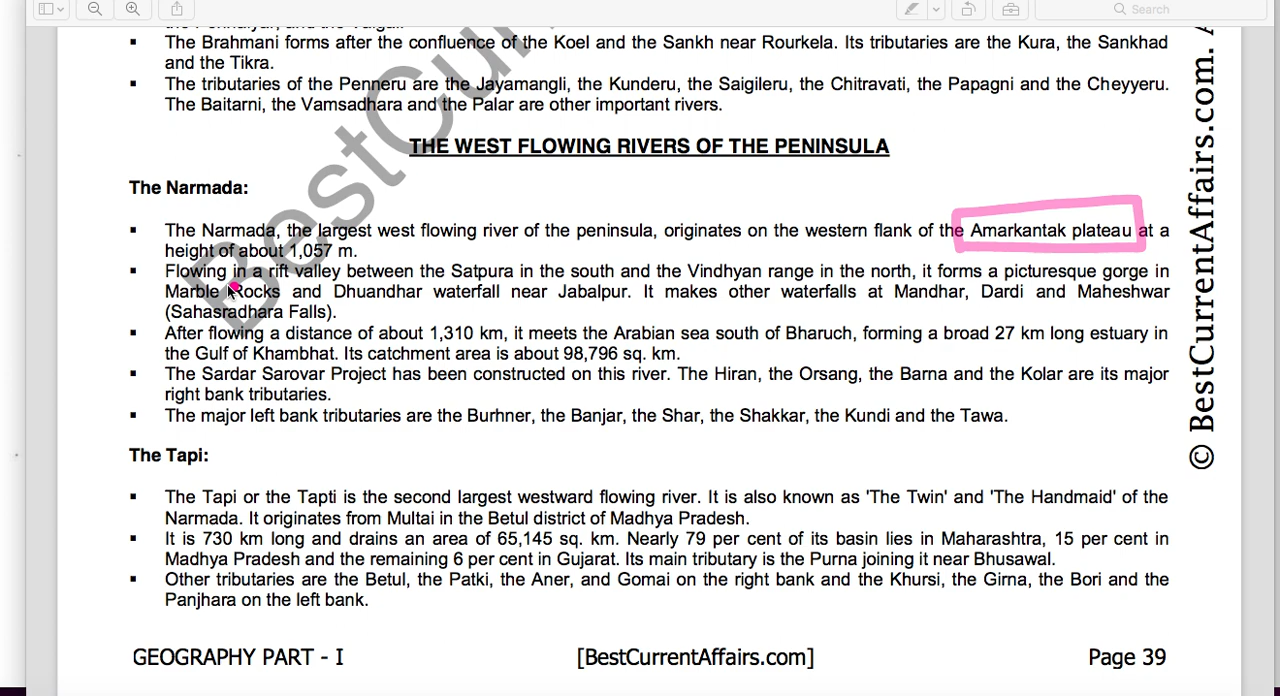 Search
The Brahmani forms after the confluence of the Koel and the Sankh near Rourkela. Its tributaries are the Kura, the Sankhad
and the Tikra.
The tributaries of the Penneru are the Jayamangli, the Kunderu, the Saigileru, the Chitravati, the Papagni and the Cheyyeru.
The Baitarni, the Vamsadhara and the Palar are other important rivers.
THE WEST FLOWING RIVERS OF THE PENINSULA
The Narmada:
The Narmada, the largest west flowing river of the peninsula, originates on the western flank of the Amarkantak plateau at a
height of about 1,057 m.
Flowing in a rift valley between the Satpura in the south and the Vindhyan range in the north, it forms a picturesque gorge in
Marble Rocks and Dhuandhar waterfall near Jabalpur. It makes other waterfalls at Mandhar, Dardi and Maheshwar
(Sahasradhara Falls).
After flowing a distance of about 1,310 km, it meets the Arabian sea south of Bharuch, forming a broad 27 km long estuary in
the Gulf of Khambhat. Its catchment area is about 98,796 sq. km.
The Sardar Sarovar Project has been constructed on this river. The Hiran, the Orsang, the Barna and the Kolar are its major
right bank tributaries.
The major left bank tributaries are the Burhner, the Banjar, the Shar, the Shakkar, the Kundi and the Tawa.
The Tapi:
The Tapi or the Tapti is the second largest westward flowing river. It is also known as 'The Twin' and 'The Handmaid' of the
Narmada. It originates from Multai in the Betul district of Madhya Pradesh.
It is 730 km long and drains an area of 65,145 sq. km. Nearly 79 per cent of its basin lies in Maharashtra, 15 per cent in
Madhya Pradesh and the remaining 6 per cent in Gujarat. Its main tributary is the Purna joining it near Bhusawal.
Other tributaries are the Betul, the Patki, the Aner, and Gomai on the right bank and the Khursi, the Girna, the Bori and the
Panjhara on the left bank.
GEOGRAPHY PART - I [BestCurrentAffairs.com] Page 39
© BestCurrentAffairs.com.
BestCur